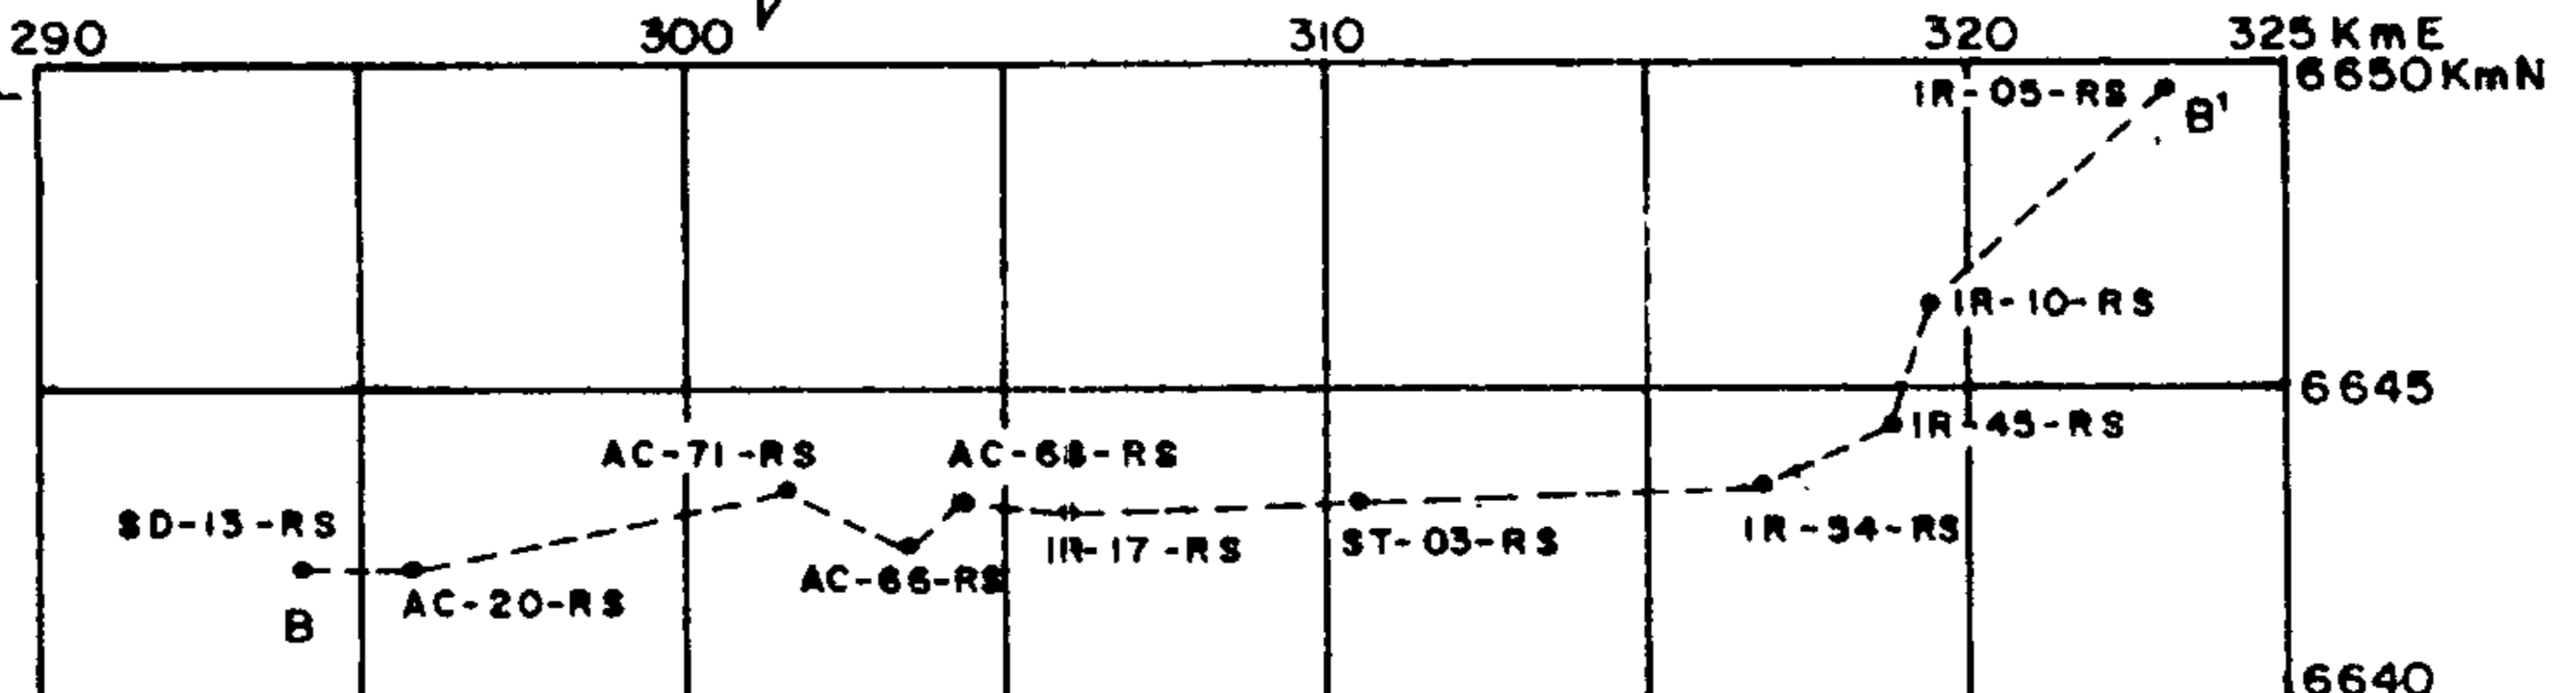 290 300 310 320 325 KmE
6650 KmN
IR-05-RS
B'
IR-10-RS
6645
IR-45-RS
AC-71-RS AC-68-RS
SD-13-RS
IR-17-RS ST-03-RS IR-94-RS
AC-66-RS
AC-20-RS
B
6640